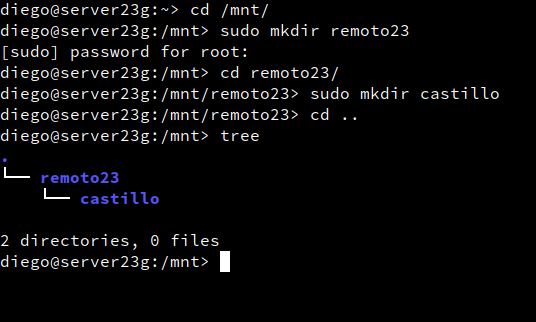 diego@server23g:~> cd /mnt/
diego@server23g:/mnt> sudo mkdir remoto23
[sudo] password for root:
diego@server23g:/mnt> cd remoto23/
diego@server23g:/mnt/remoto23> sudo mkdir castillo
diego@server23g:/mnt/remoto23> cd ..
diego@server23g:/mnt> tree
.
└── remoto23
    └── castillo

2 directories, 0 files
diego@server23g:/mnt>